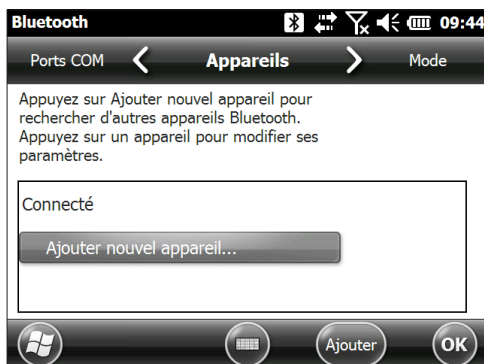 Bluetooth 09:44
Ports COM Appareils Mode
Appuyez sur Ajouter nouvel appareil pour
rechercher d'autres appareils Bluetooth.
Appuyez sur un appareil pour modifier ses
paramètres.
Connecté
Ajouter nouvel appareil...
Ajouter OK